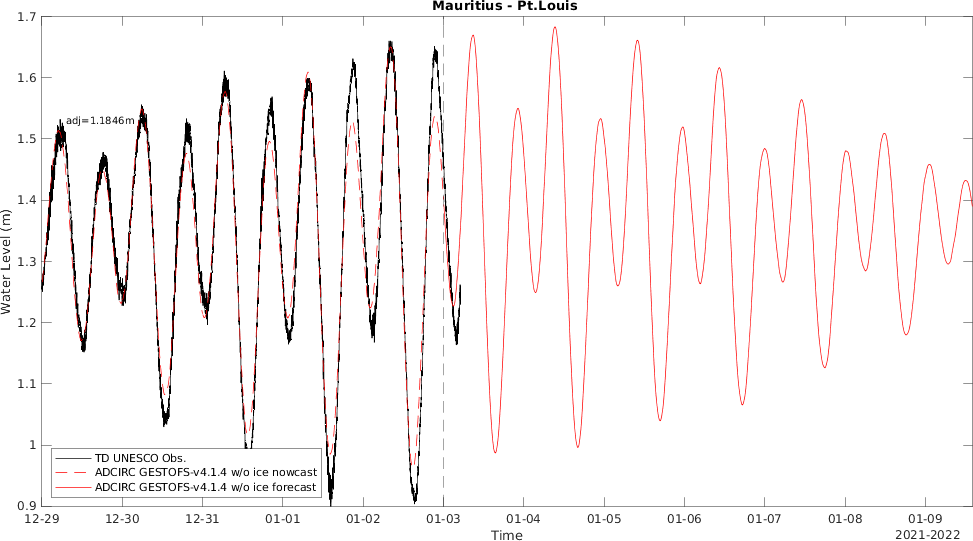 Mauritius - Pt.Louis
1.7
1.6
1.5
1.4
1.3
1.2
1.1
1
0.9
Water Level (m)
adj=1.1846m
TD UNESCO Obs.
ADCIRC GESTOFS-v4.1.4 w/o ice nowcast
ADCIRC GESTOFS-v4.1.4 w/o ice forecast
12-29 12-30 12-31 01-01 01-02 01-03 01-04 01-05 01-06 01-07 01-08 01-09
Time
2021-2022